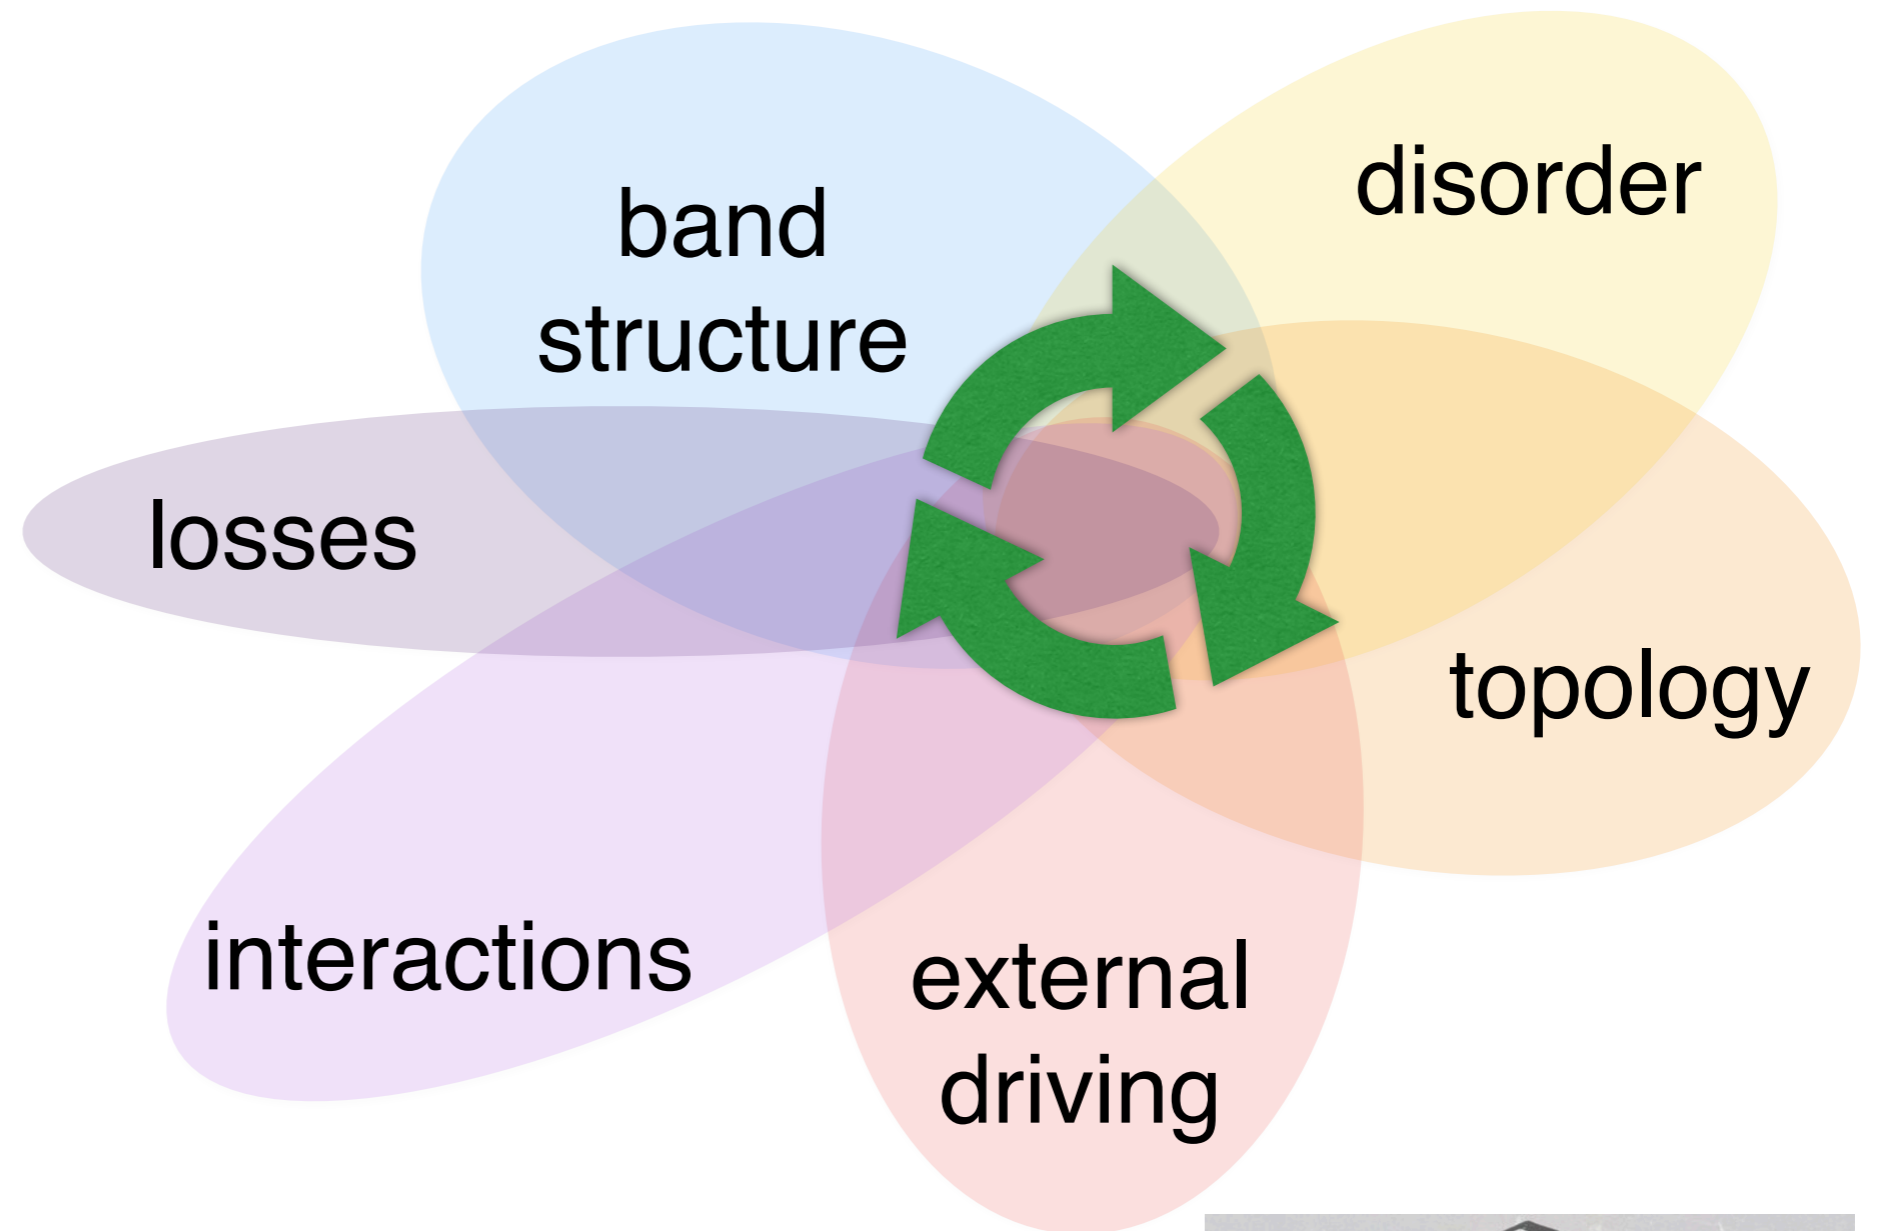 band
structure
disorder
losses
topology
interactions
external
driving